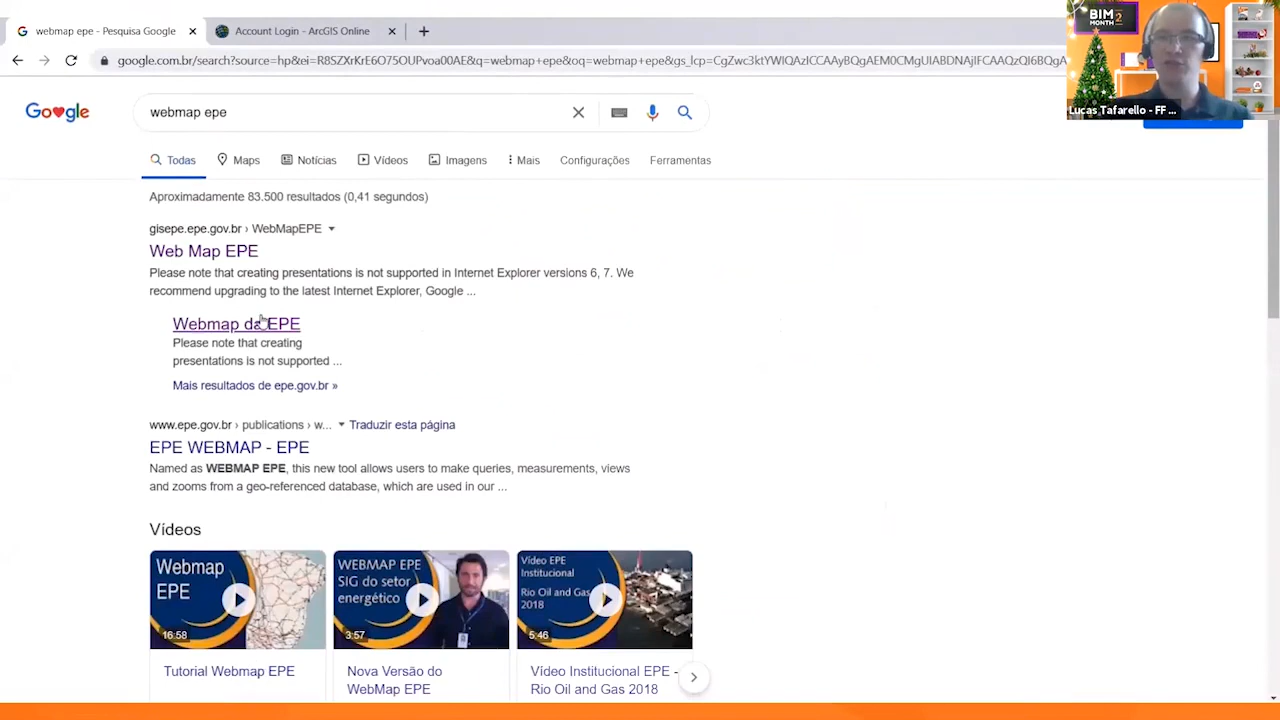 webmap epe - Pesquisa Google
Account Login - ArcGIS Online
google.com.br/search?source=hp&ei=R8SZXrKrE6O75OUPvoa00AE&q=webmap+epe&oq=webmap+epe&gs_lcp=CgZwc3ktYWIQAzICCAAyBQgAEM0CMgUIABDNAjIFCAAQzQI6BQgA
BIM
MONTH 2
Lucas Tafarello - FF ...
Google
webmap epe
Todas
Maps
Notícias
Vídeos
Imagens
Mais
Configurações
Ferramentas
Aproximadamente 83.500 resultados (0,41 segundos)
gisepe.epe.gov.br › WebMapEPE
Web Map EPE
Please note that creating presentations is not supported in Internet Explorer versions 6, 7. We
recommend upgrading to the latest Internet Explorer, Google ...
Webmap da EPE
Please note that creating
presentations is not supported ...
Mais resultados de epe.gov.br »
www.epe.gov.br › publications › w...
Traduzir esta página
EPE WEBMAP - EPE
Named as WEBMAP EPE, this new tool allows users to make queries, measurements, views
and zooms from a geo-referenced database, which are used in our ...
Vídeos
Webmap
EPE
16:58
WEBMAP EPE
SIG do setor
energético
3:57
Vídeo EPE
Institucional
Rio Oil and Gas
2018
5:46
Tutorial Webmap EPE
Nova Versão do
WebMap EPE
Vídeo Institucional EPE -
Rio Oil and Gas 2018